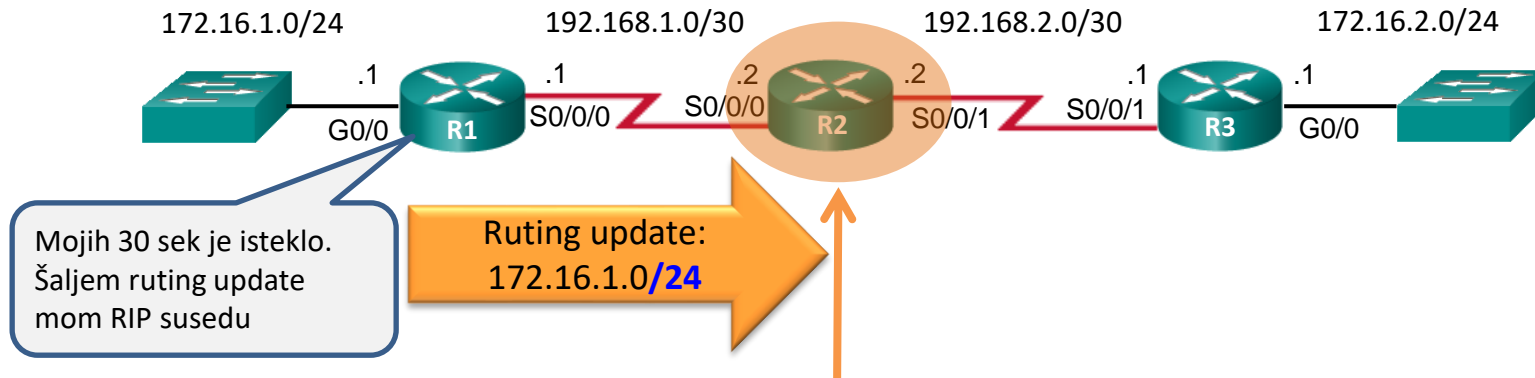 172.16.1.0/24
192.168.1.0/30
192.168.2.0/30
172.16.2.0/24
.1
.1
.2
.2
.1
.1
G0/0
R1
S0/0/0
S0/0/0
R2
S0/0/1
S0/0/1
R3
G0/0
Mojih 30 sek je isteklo.
Šaljem ruting update
mom RIP susedu
Ruting update:
172.16.1.0/24